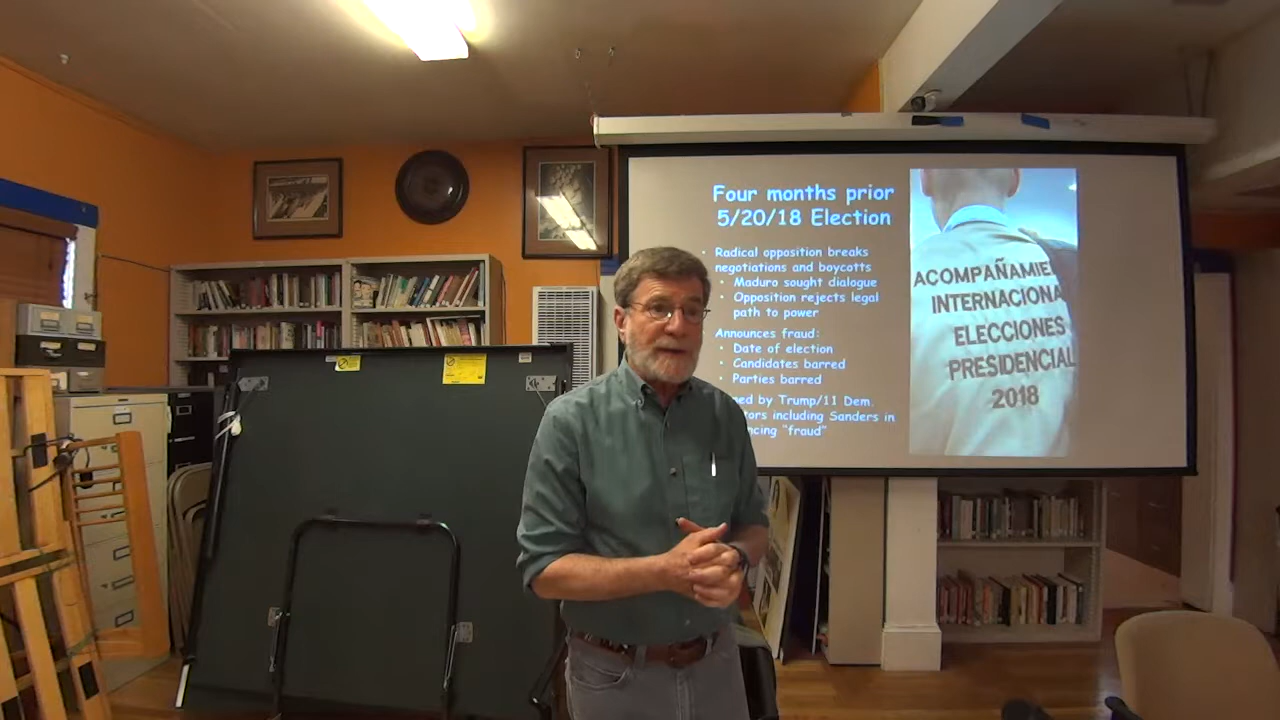 Four months prior
5/20/18 Election
Radical opposition breaks
negotiations and boycotts
Maduro sought dialogue
Opposition rejects legal
path to power
Announces fraud:
Date of election
Candidates barred
Parties barred
by Trump/11 Dem.
including Sanders in
"fraud"
ACOMPAÑAMIE
INTERNACIONA
ELECCIONES
PRESIDENCIAL
2018